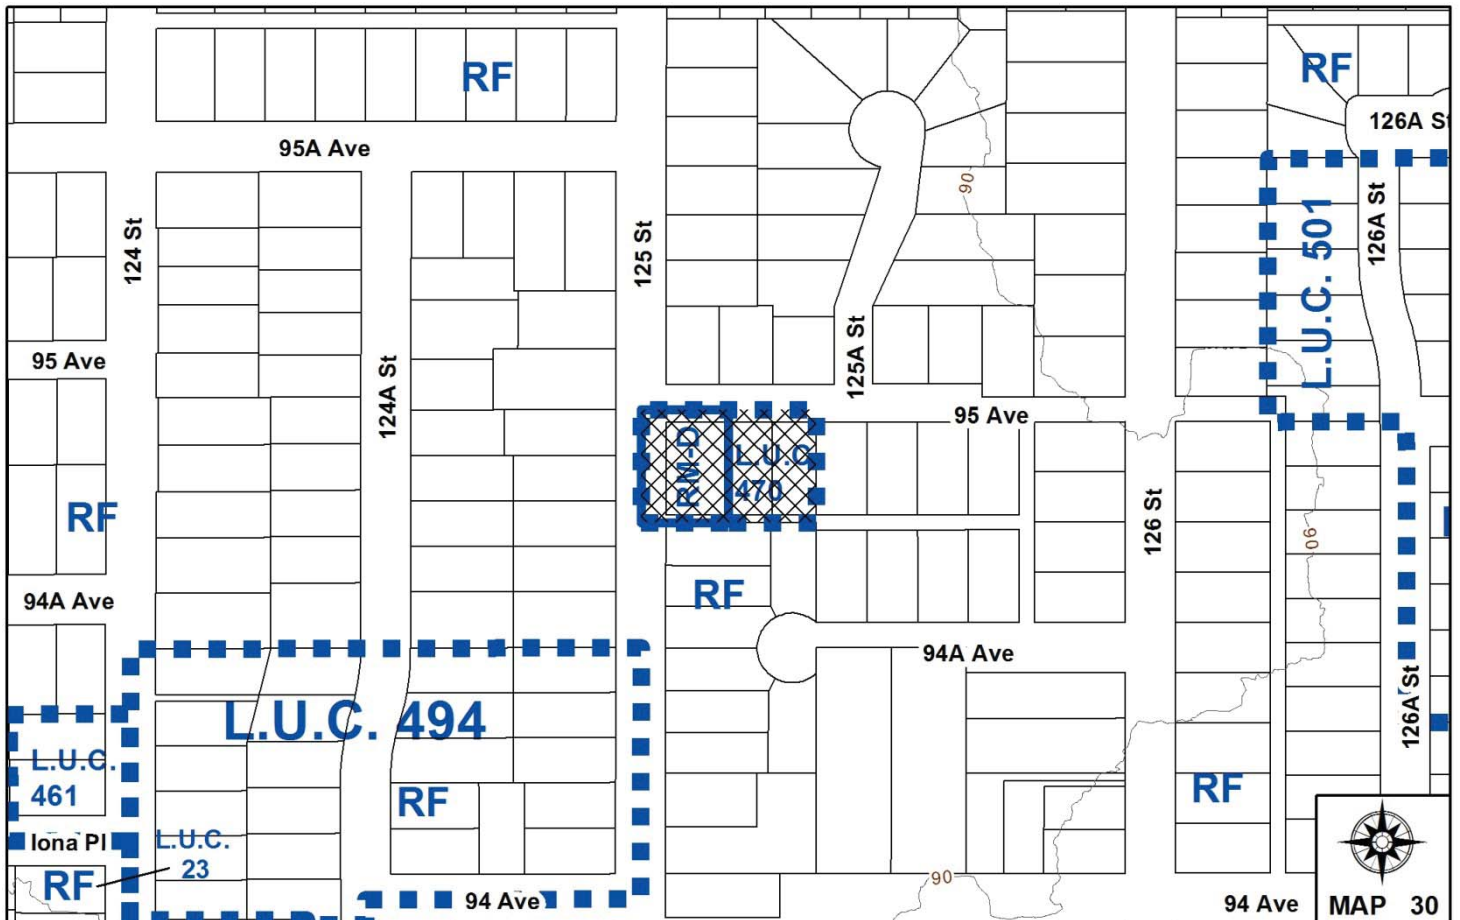 RF
RF
126A St
95A Ave
90
126A St
L.U.C. 501
124 St
125 St
125A St
95 Ave
124A St
95 Ave
RM-D
L.U.C.
470
RF
126 St
90
RF
94A Ave
94A Ave
126A St
L.U.C. 494
L.U.C.
461
RF
RF
Iona Pl
L.U.C.
23
RF
90
94 Ave
94 Ave
MAP 30